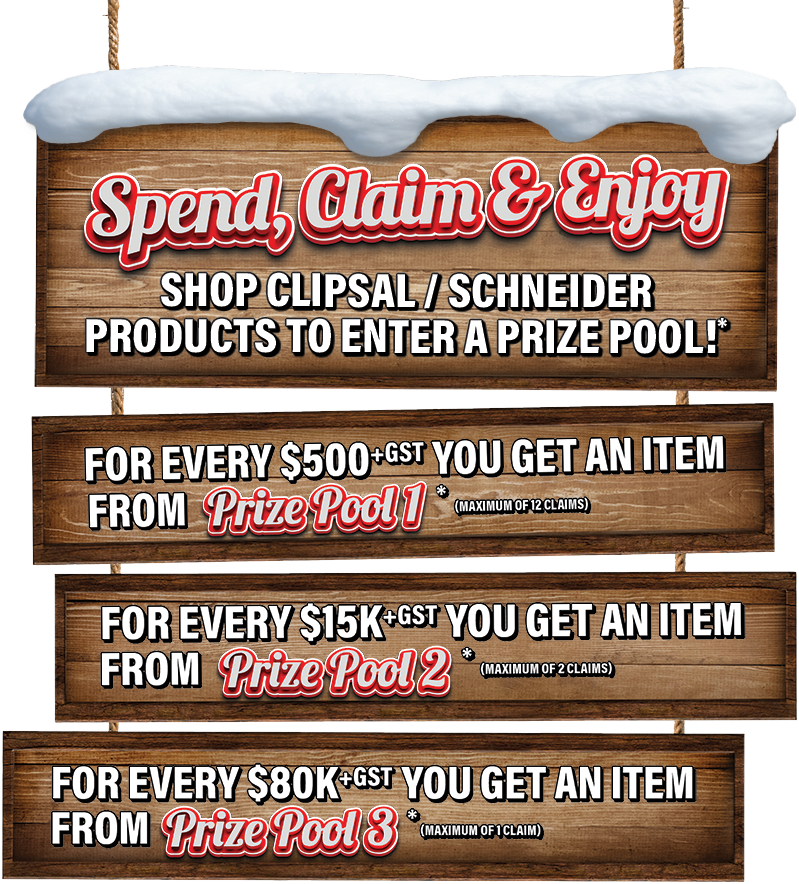 Spend, Claim & Enjoy
SHOP CLIPSAL / SCHNEIDER
PRODUCTS TO ENTER A PRIZE POOL!*
FOR EVERY $500+GST YOU GET AN ITEM
FROM Prize Pool 1 * (MAXIMUM OF 12 CLAIMS)
FOR EVERY $15K+GST YOU GET AN ITEM
FROM Prize Pool 2 * (MAXIMUM OF 2 CLAIMS)
FOR EVERY $80K+GST YOU GET AN ITEM
FROM Prize Pool 3 * (MAXIMUM OF 1 CLAIM)